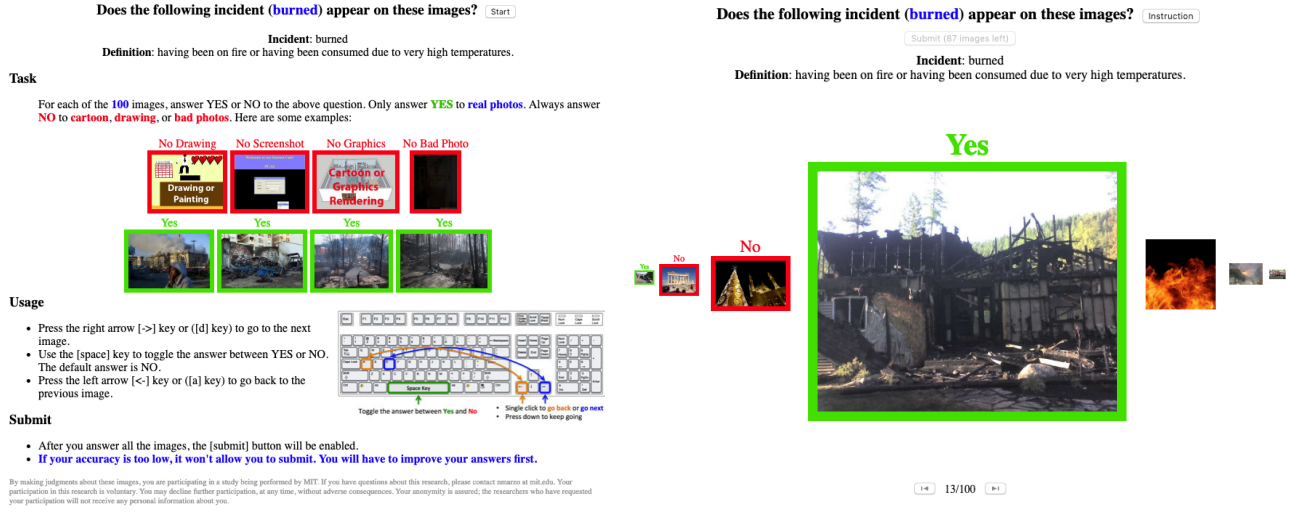 Does the following incident (burned) appear on these images? Start
Incident: burned
Definition: having been on fire or having been consumed due to very high temperatures.
Task
For each of the 100 images, answer YES or NO to the above question. Only answer YES to real photos. Always answer
NO to cartoon, drawing, or bad photos. Here are some examples:
No Drawing No Screenshot No Graphics No Bad Photo
Drawing or
Painting
Cartoon or
Graphics
Rendering
Yes Yes Yes Yes
Usage
• Press the right arrow [->] key or ([d] key) to go to the next
image.
• Use the [space] key to toggle the answer between YES or NO.
The default answer is NO.
• Press the left arrow [<-] key or ([a] key) to go back to the
previous image.
Space Key
Toggle the answer between Yes and No
• Single click to go back or go next
• Press down to keep going
Submit
• After you answer all the images, the [submit] button will be enabled.
• If your accuracy is too low, it won't allow you to submit. You will have to improve your answers first.
By making judgments about these images, you are participating in a study being performed by MIT. If you have questions about this research, please contact nmarzo at mit.edu. Your
participation in this research is voluntary. You may decline further participation, at any time, without adverse consequences. Your anonymity is assured; the researchers who have requested
your participation will not receive any personal information about you.
Does the following incident (burned) appear on these images? Instruction
Submit (87 images left)
Incident: burned
Definition: having been on fire or having been consumed due to very high temperatures.
Yes
No
No
Yes
13/100